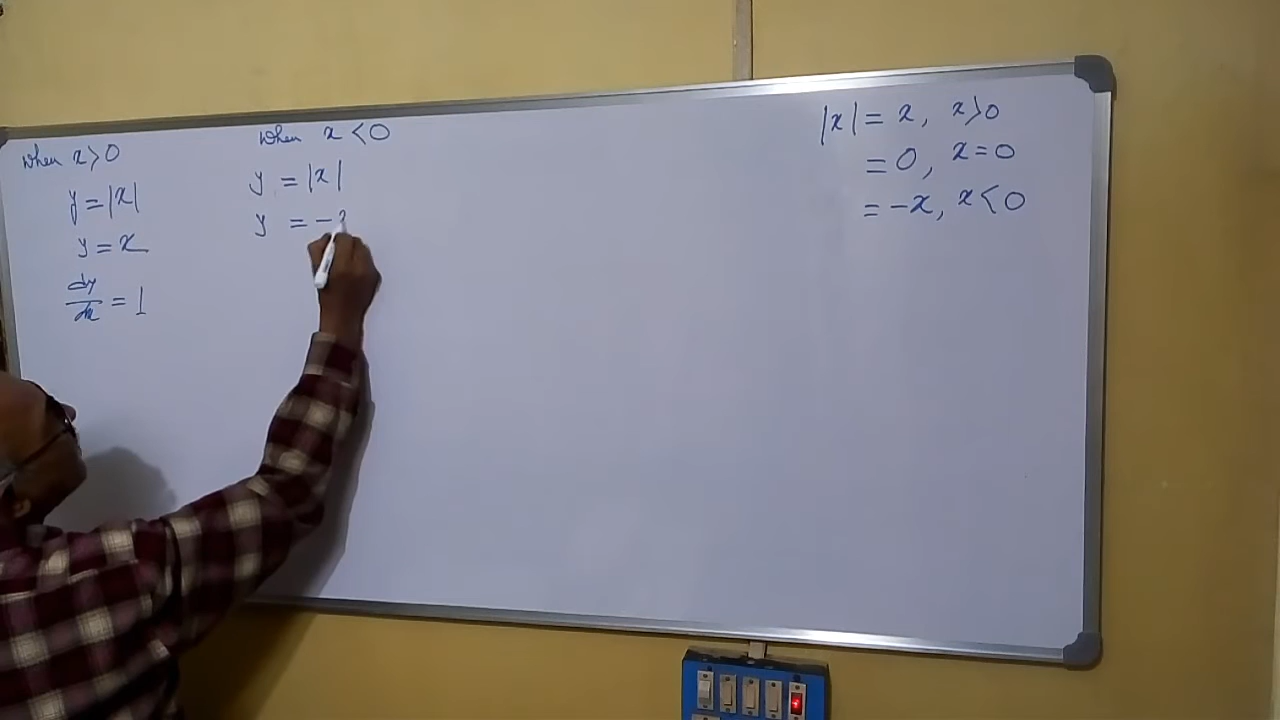 when x>0
y=|x|
y=x
dy/dx = 1
when x<0
y = |x|
y = -x
|x| = x, x>0
= 0, x=0
= -x, x<0